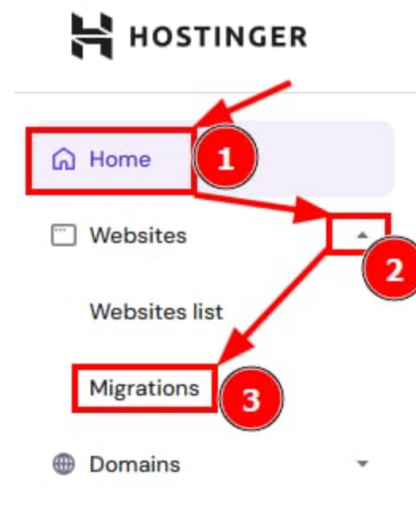 HOSTINGER
Home
1
Websites
2
Websites list
Migrations
3
Domains